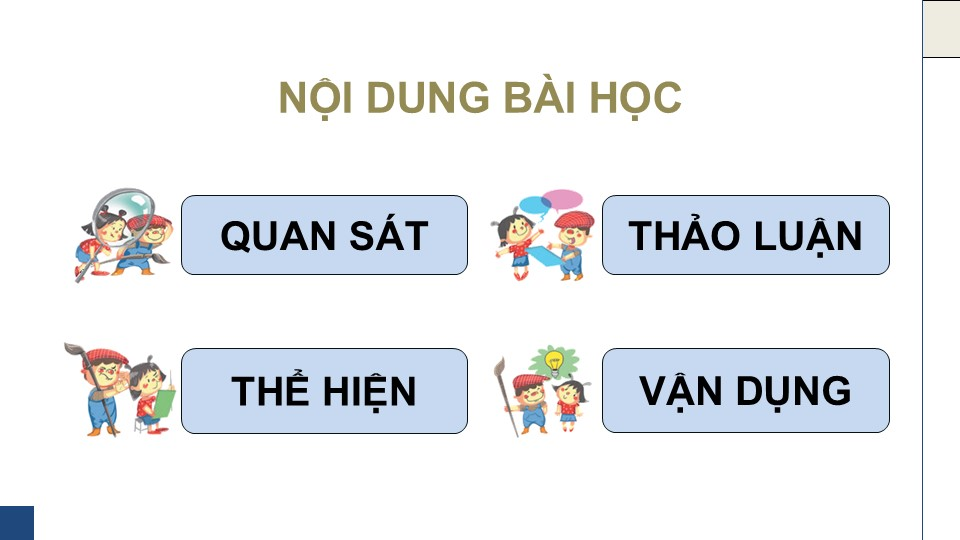 NỘI DUNG BÀI HỌC
QUAN SÁT
THẢO LUẬN
THỂ HIỆN
VẬN DỤNG